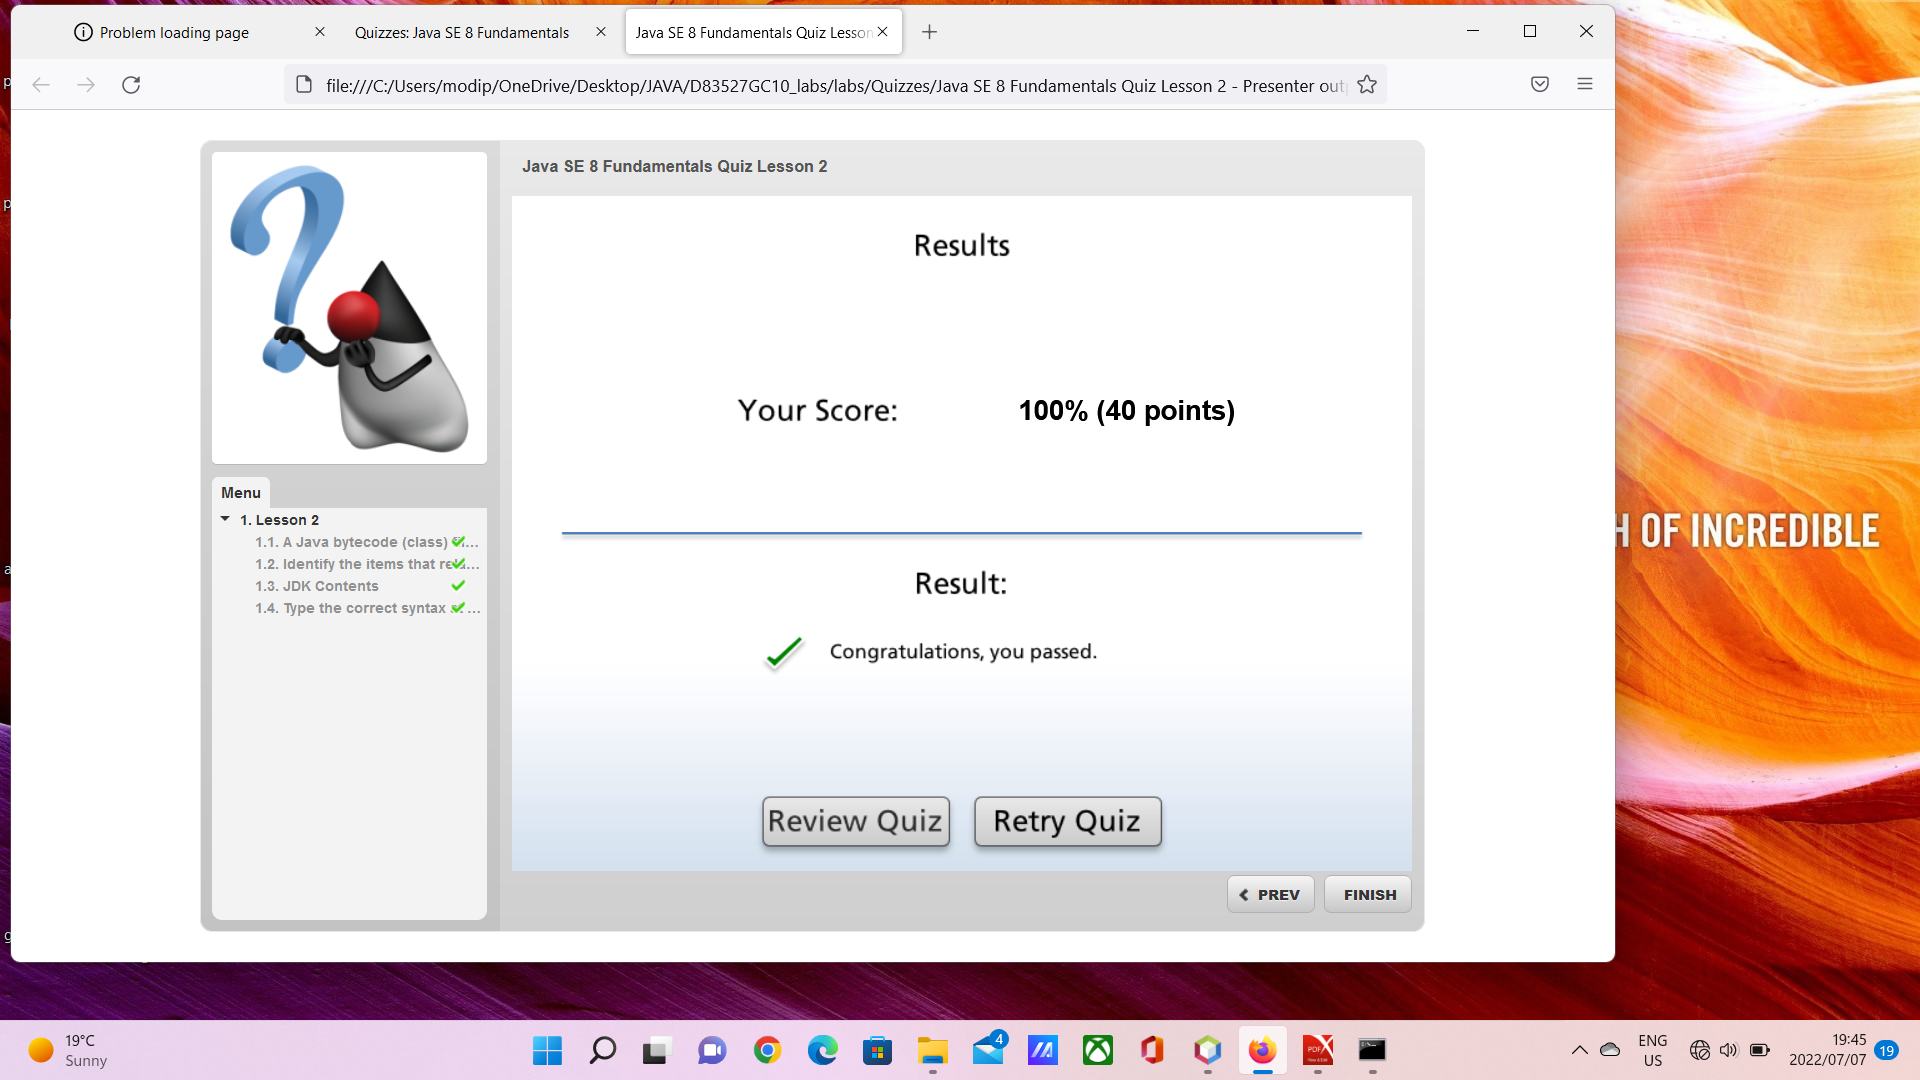 Problem loading page
Quizzes: Java SE 8 Fundamentals
Java SE 8 Fundamentals Quiz Lesson
file:///C:/Users/modip/OneDrive/Desktop/JAVA/D83527GC10_labs/labs/Quizzes/Java SE 8 Fundamentals Quiz Lesson 2 - Presenter out
Java SE 8 Fundamentals Quiz Lesson 2
Results
Your Score: 100% (40 points)
Result:
Congratulations, you passed.
Review Quiz
Retry Quiz
PREV
FINISH
Menu
1. Lesson 2
1.1. A Java bytecode (class) ...
1.2. Identify the items that ...
1.3. JDK Contents
1.4. Type the correct syntax ...
H OF INCREDIBLE
19°C
Sunny
4
PDF
ENG
US
19:45
2022/07/07
19